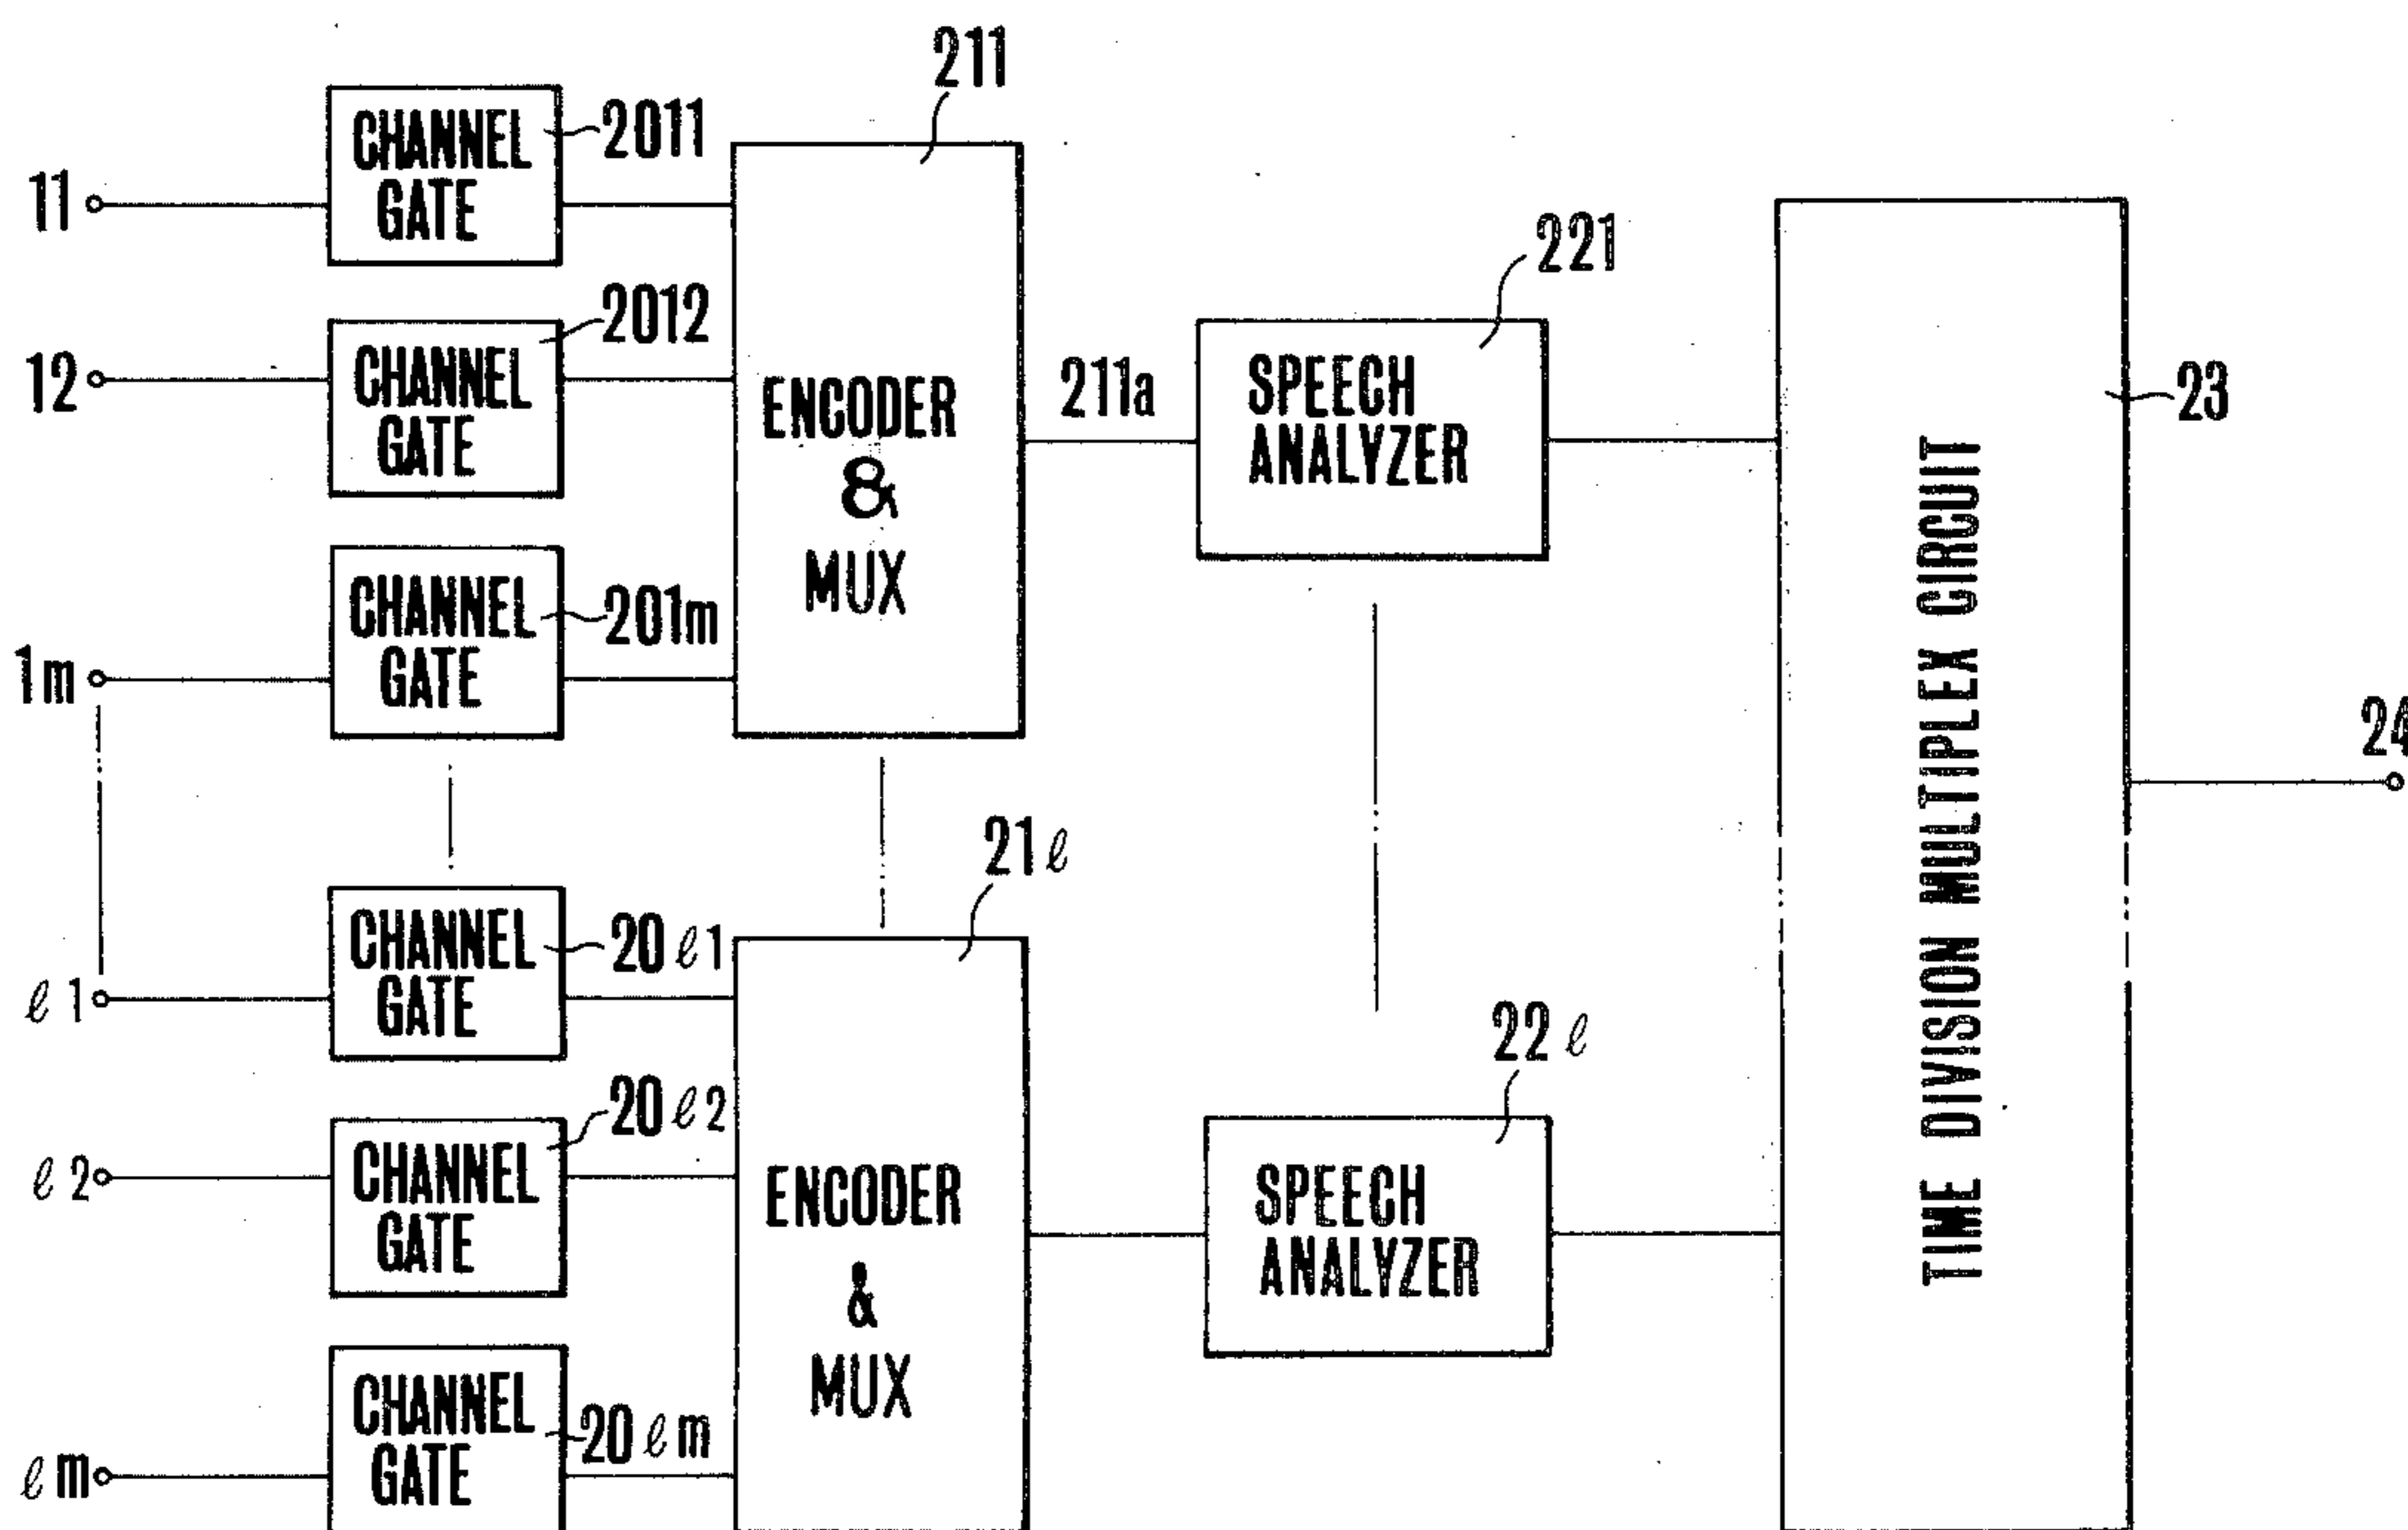 211
CHANNEL
GATE
2011
11
221
CHANNEL
GATE
2012
12
ENCODER
&
MUX
211a
SPEECH
ANALYZER
23
CHANNEL
GATE
201m
1m
TIME DIVISION MULTIPLEX CIRCUIT
24
21ℓ
CHANNEL
GATE
20ℓ1
ℓ1
22ℓ
CHANNEL
GATE
20ℓ2
ℓ2
ENCODER
&
MUX
SPEECH
ANALYZER
CHANNEL
GATE
20ℓm
ℓm